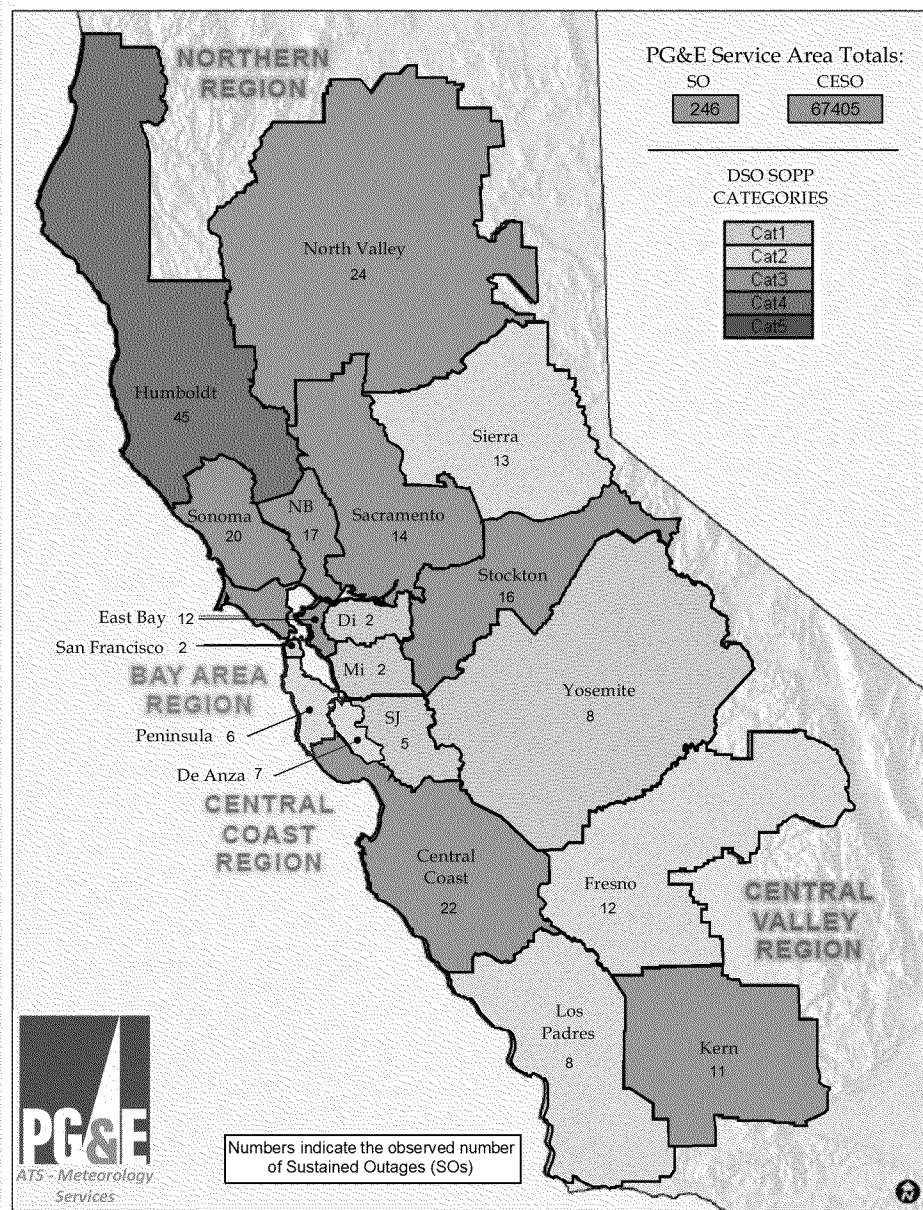 NORTHERN
REGION
PG&E Service Area Totals:
SO CESO
246 67405
DSO SOPP
CATEGORIES
Cat1
Cat2
Cat3
Cat4
Cat5
North Valley
24
Humboldt
45
Sierra
13
Sonoma
20
NB
17
Sacramento
14
Stockton
16
East Bay 12
Di 2
San Francisco 2
Mi 2
BAY AREA
REGION
Yosemite
8
SJ
5
Peninsula 6
De Anza 7
CENTRAL
COAST
REGION
Central
Coast
22
Fresno
12
CENTRAL
VALLEY
REGION
Los
Padres
8
Kern
11
PG&E
ATS - Meteorology
Services
Numbers indicate the observed number
of Sustained Outages (SOs)
N